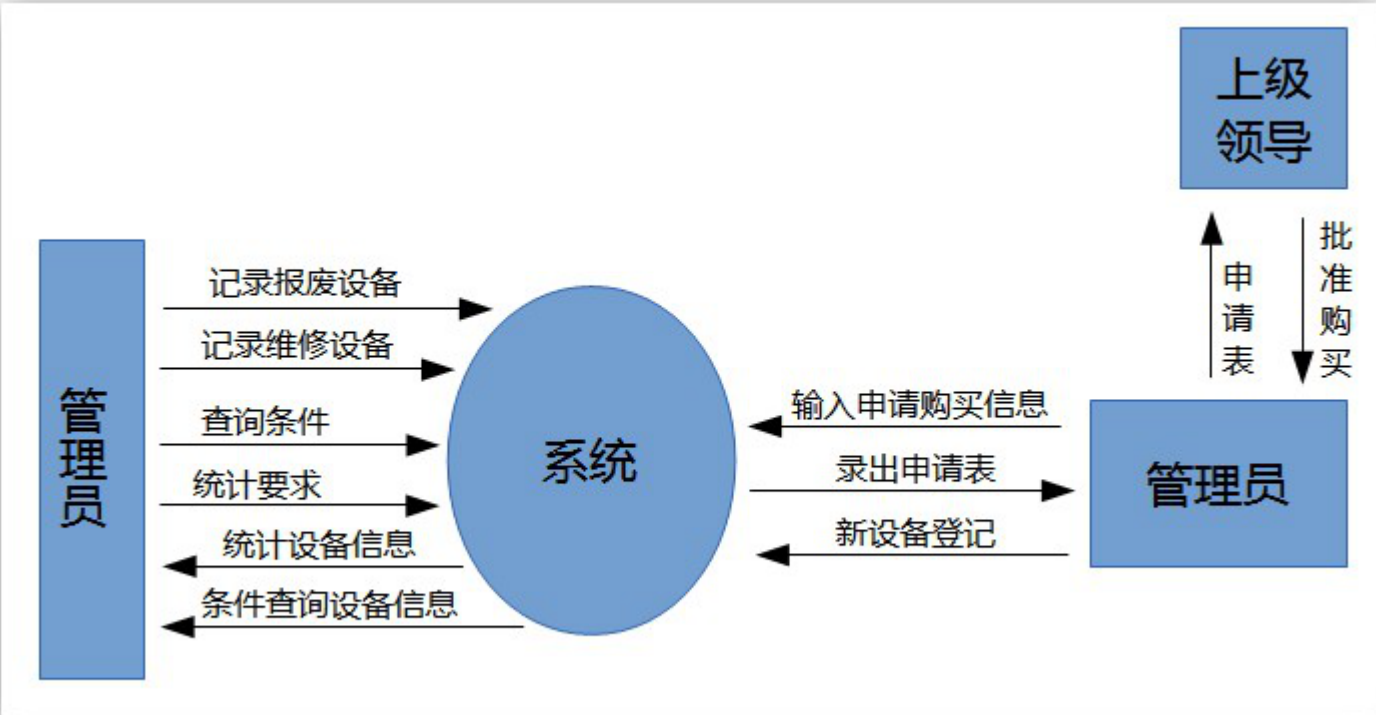 上级
领导
批准购买
申请表
记录报废设备
记录维修设备
查询条件
统计要求
统计设备信息
条件查询设备信息
管理员
系统
输入申请购买信息
录出申请表
新设备登记
管理员